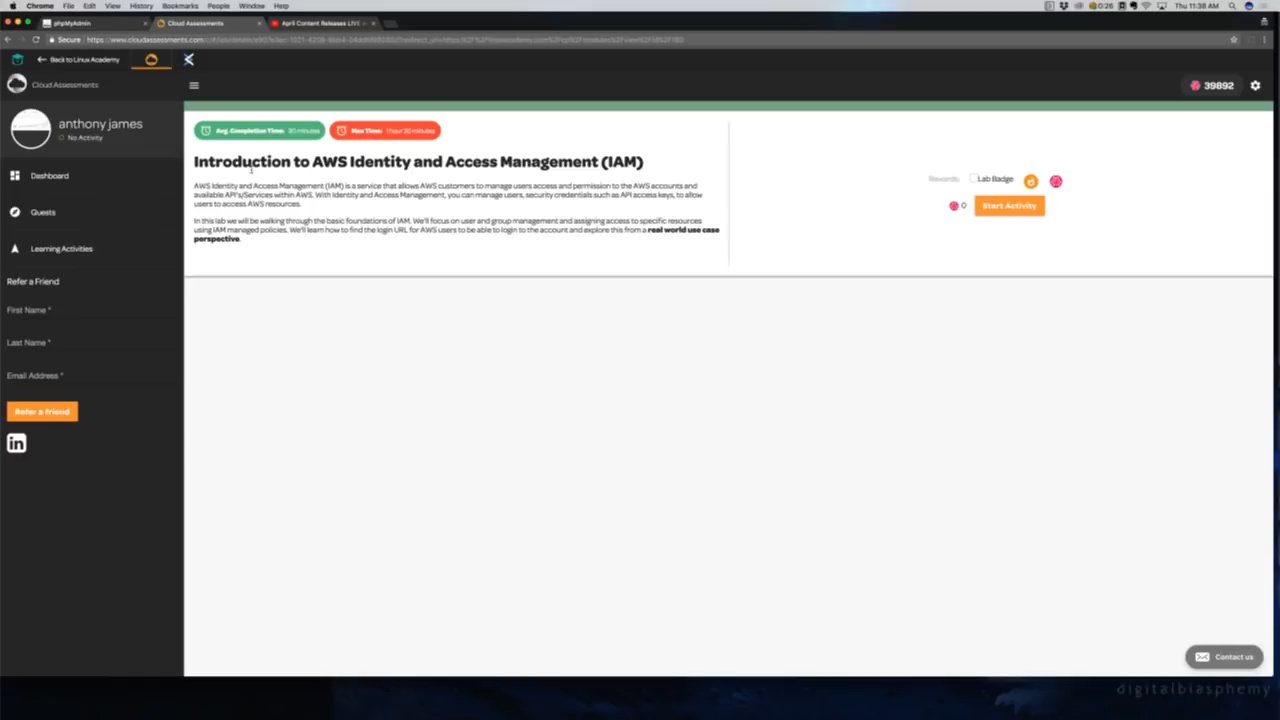 Chrome File Edit View History Bookmarks People Window Help
0:26 Thu 11:38 AM
phpMyAdmin Cloud Assessments April Content Releases LIVE
Secure https://www.cloudassessments.com
Back to Linux Academy
Cloud Assessments
39892
anthony james
No Activity
Dashboard
Quests
Learning Activities
Refer a Friend
First Name *
Last Name *
Email Address *
Refer a friend
in
Avg. Completion Time: 30 minutes Max Time: 1 hour 30 minutes
Introduction to AWS Identity and Access Management (IAM)
AWS Identity and Access Management (IAM) is a service that allows AWS customers to manage users access and permission to the AWS accounts and
available API's/Services within AWS. With Identity and Access Management, you can manage users, security credentials such as API access keys, to allow
users to access AWS resources.
In this lab we will be walking through the basic foundations of IAM. We'll focus on user and group management and assigning access to specific resources
using IAM managed policies. We'll learn how to find the login URL for AWS users to be able to login to the account and explore this from a real world use case
perspective.
Rewards: Lab Badge
0 Start Activity
Contact us
digitalblasphemy